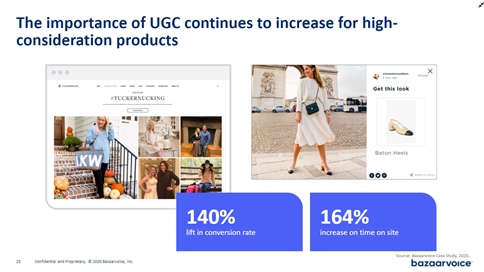 The importance of UGC continues to increase for high-
consideration products
#TUCKERNUCKING
KW
Get this look
Baton Heels
140%
lift in conversion rate
164%
increase on time on site
Source: Bazaarvoice Case Study, 2020.
23 Confidential and Proprietary. © 2020 Bazaarvoice, Inc.
bazaarvoice